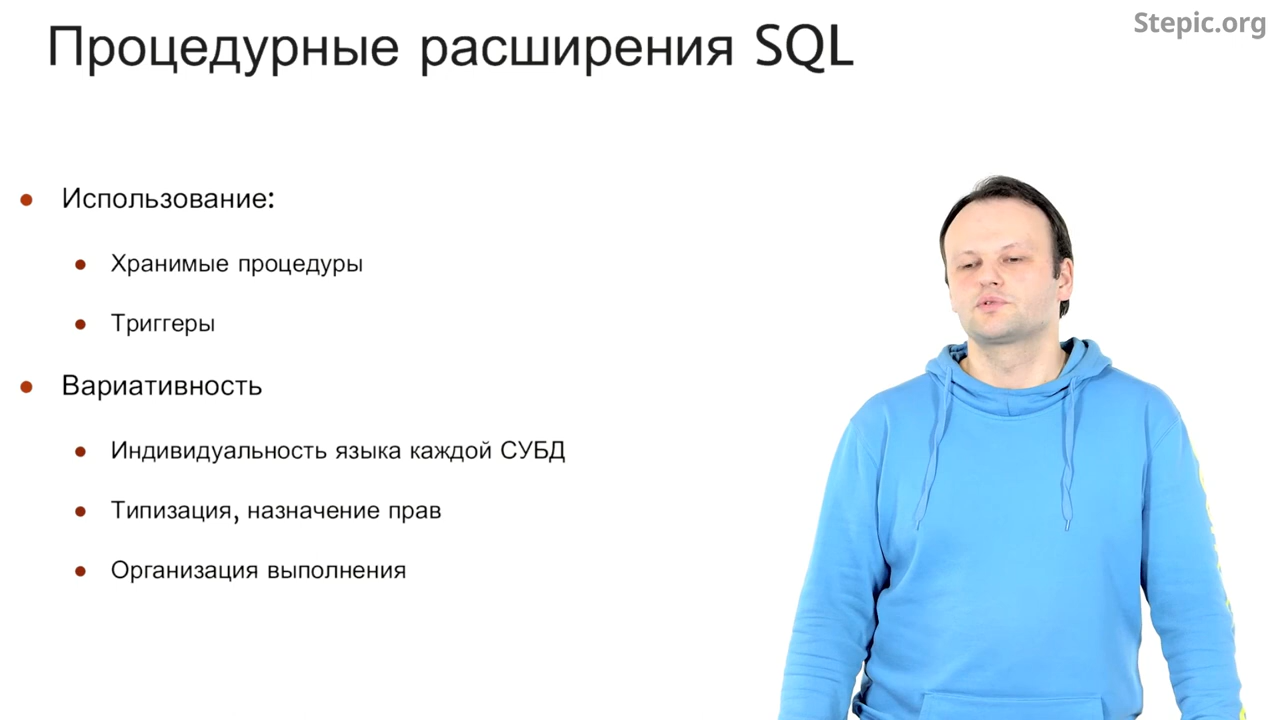 Stepic.org
Процедурные расширения SQL
Использование:
Хранимые процедуры
Триггеры
Вариативность
Индивидуальность языка каждой СУБД
Типизация, назначение прав
Организация выполнения